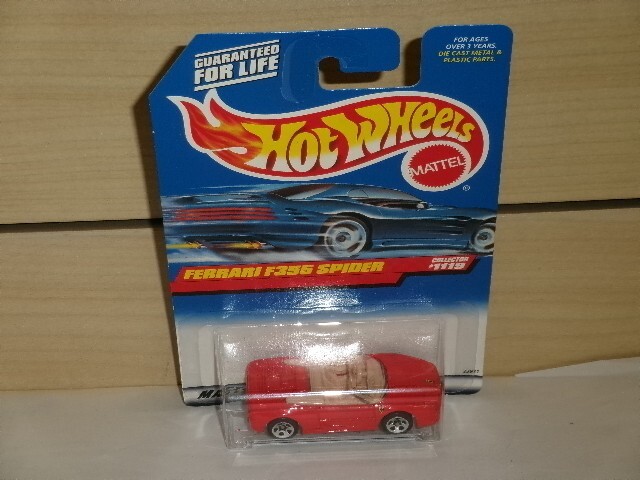 GUARANTEED
FOR LIFE
FOR AGES
OVER 3 YEARS.
DIE CAST METAL &
PLASTIC PARTS.
HOT WHEELS
MATTEL
®
FERRARI F355 SPIDER
COLLECTOR
#1115